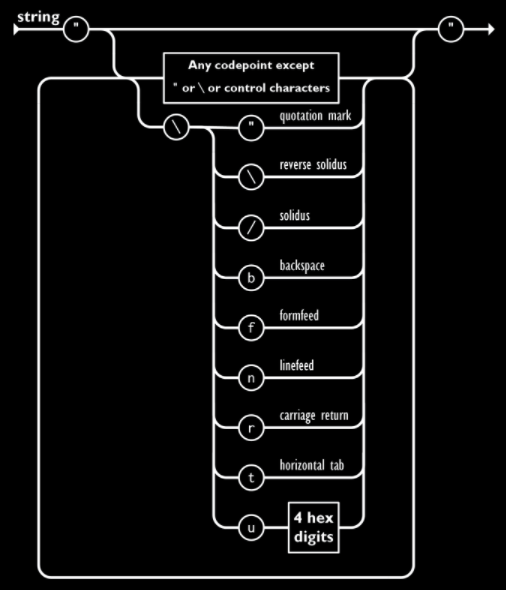 string " "
Any codepoint except
" or \ or control characters
\ " quotation mark
\ reverse solidus
/ solidus
b backspace
f formfeed
n linefeed
r carriage return
t horizontal tab
u 4 hex
digits